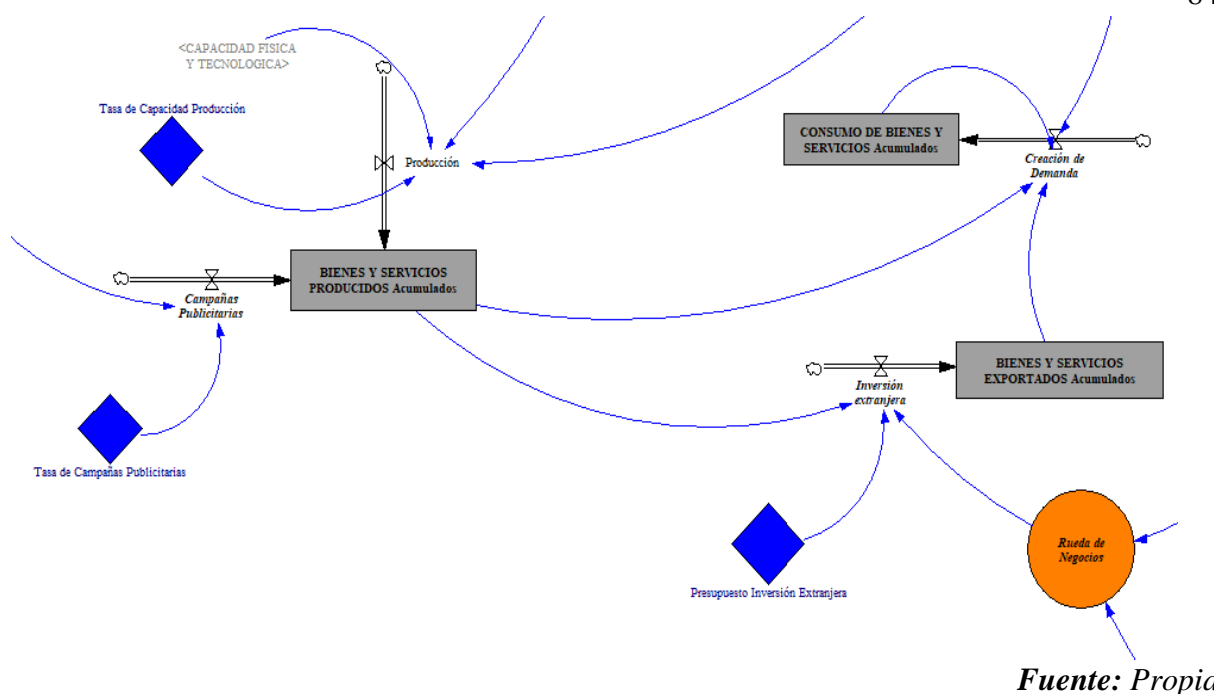 <CAPACIDAD FISICA
Y TECNOLOGICA>
Tasa de Capacidad Producción
Producción
CONSUMO DE BIENES Y
SERVICIOS Acumulados
Creación de
Demanda
BIENES Y SERVICIOS
PRODUCIDOS Acumulados
Campañas
Publicitarias
BIENES Y SERVICIOS
EXPORTADOS Acumulados
Inversión
extranjera
Tasa de Campañas Publicitarias
Rueda de
Negocios
Presupuesto Inversión Extranjera
Fuente: Propia